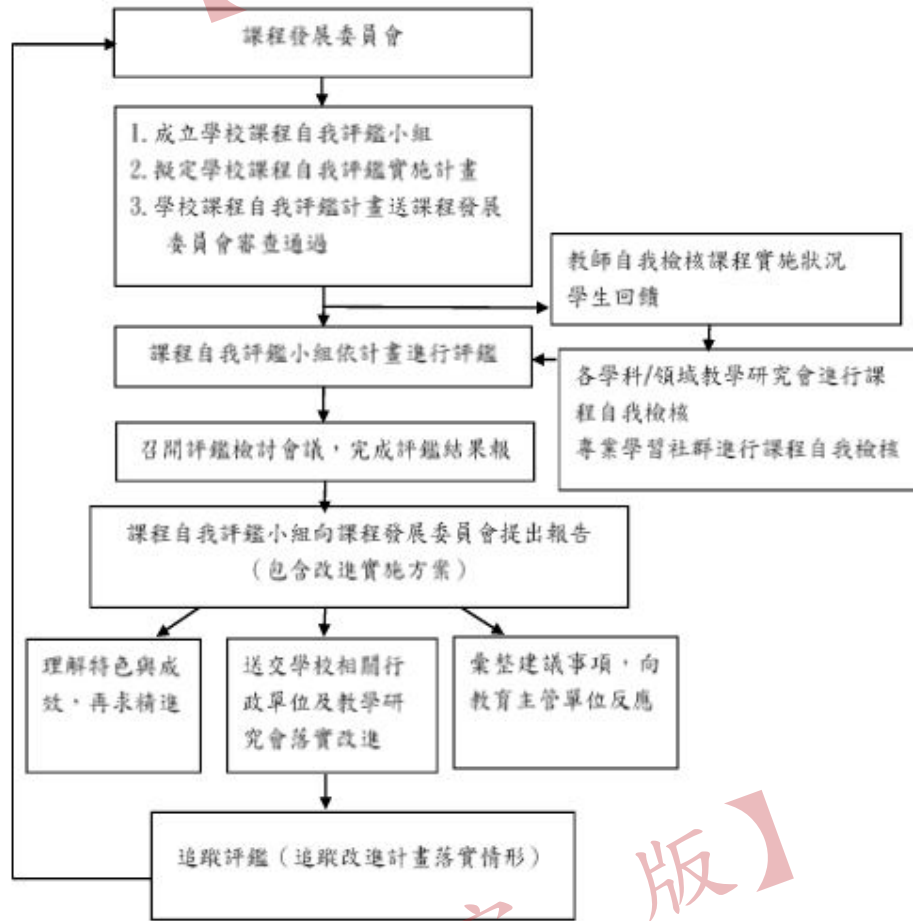 課程發展委員會
1. 成立學校課程自我評鑑小組
2. 擬定學校課程自我評鑑實施計畫
3. 學校課程自我評鑑計畫送課程發展
委員會審查通過
教師自我檢核課程實施狀況
學生回饋
課程自我評鑑小組依計畫進行評鑑
各學科/領域教學研究會進行課
程自我檢核
專業學習社群進行課程自我檢核
召開評鑑檢討會議,完成評鑑結果報
課程自我評鑑小組向課程發展委員會提出報告
(包含改進實施方案)
理解特色與成
效,再求精進
送交學校相關行
政單位及教學研
究會落實改進
彙整建議事項,向
教育主管單位反應
追蹤評鑑(追蹤改進計畫落實情形)
版】